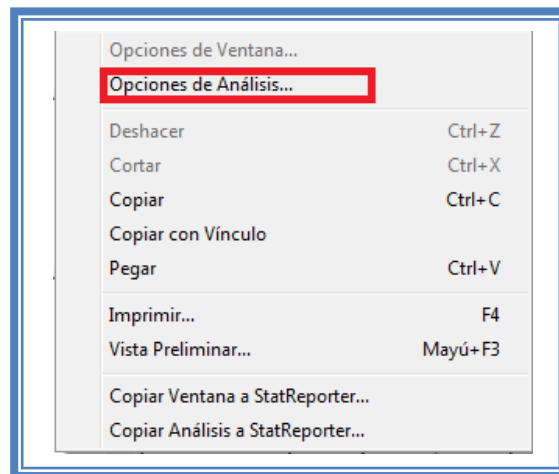 Opciones de Ventana...
Opciones de Análisis...
Deshacer Ctrl+Z
Cortar Ctrl+X
Copiar Ctrl+C
Copiar con Vínculo
Pegar Ctrl+V
Imprimir... F4
Vista Preliminar... Mayú+F3
Copiar Ventana a StatReporter...
Copiar Análisis a StatReporter...